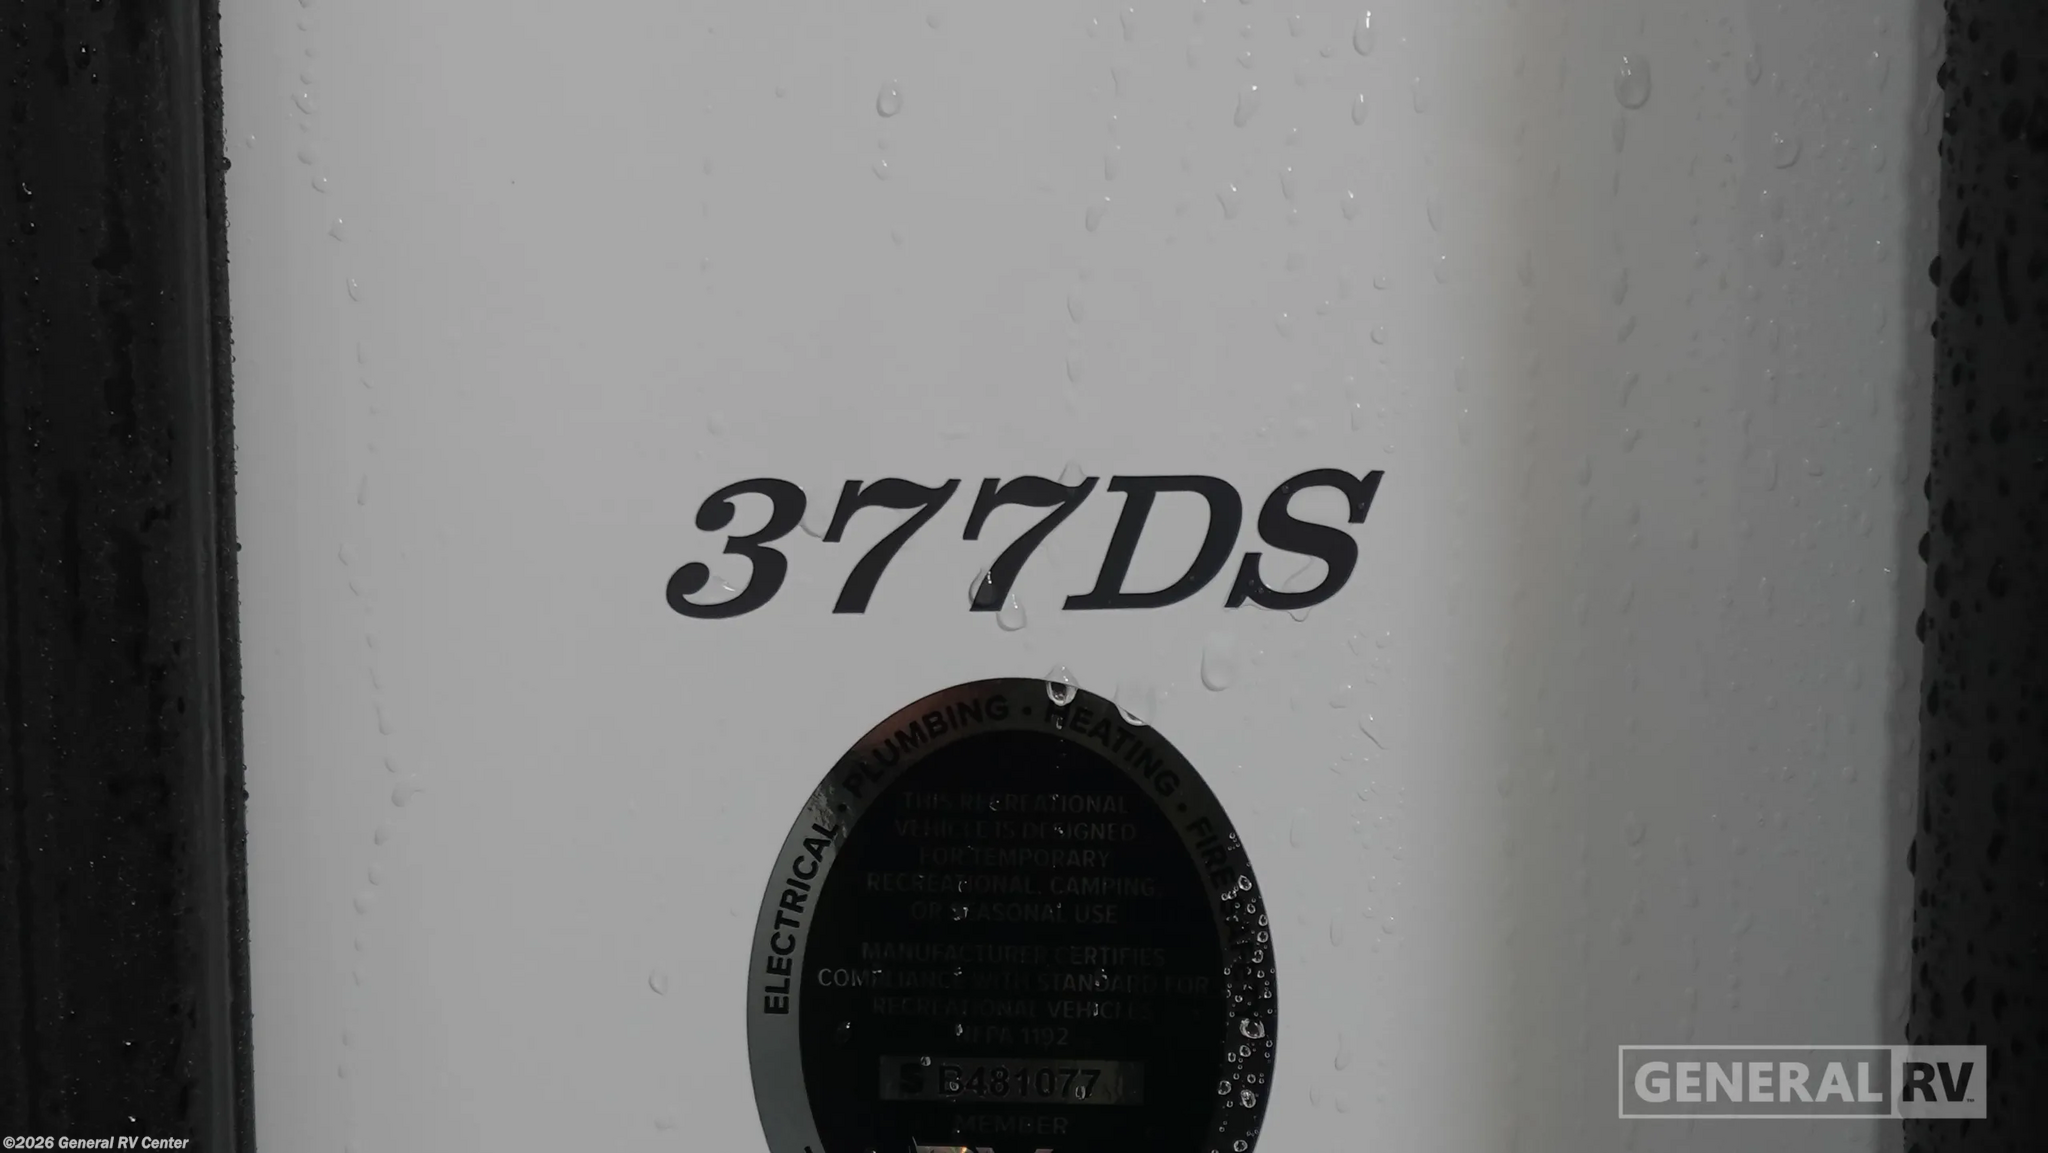 377DS
ELECTRICAL • PLUMBING • HEATING • FIRE
THIS RECREATIONAL
VEHICLE IS DESIGNED
FOR TEMPORARY
RECREATIONAL, CAMPING,
OR SEASONAL USE
MANUFACTURER CERTIFIES
COMPLIANCE WITH STANDARD FOR
RECREATIONAL VEHICLES
NFPA 1192
B481077
MEMBER
GENERAL RV
©2026 General RV Center